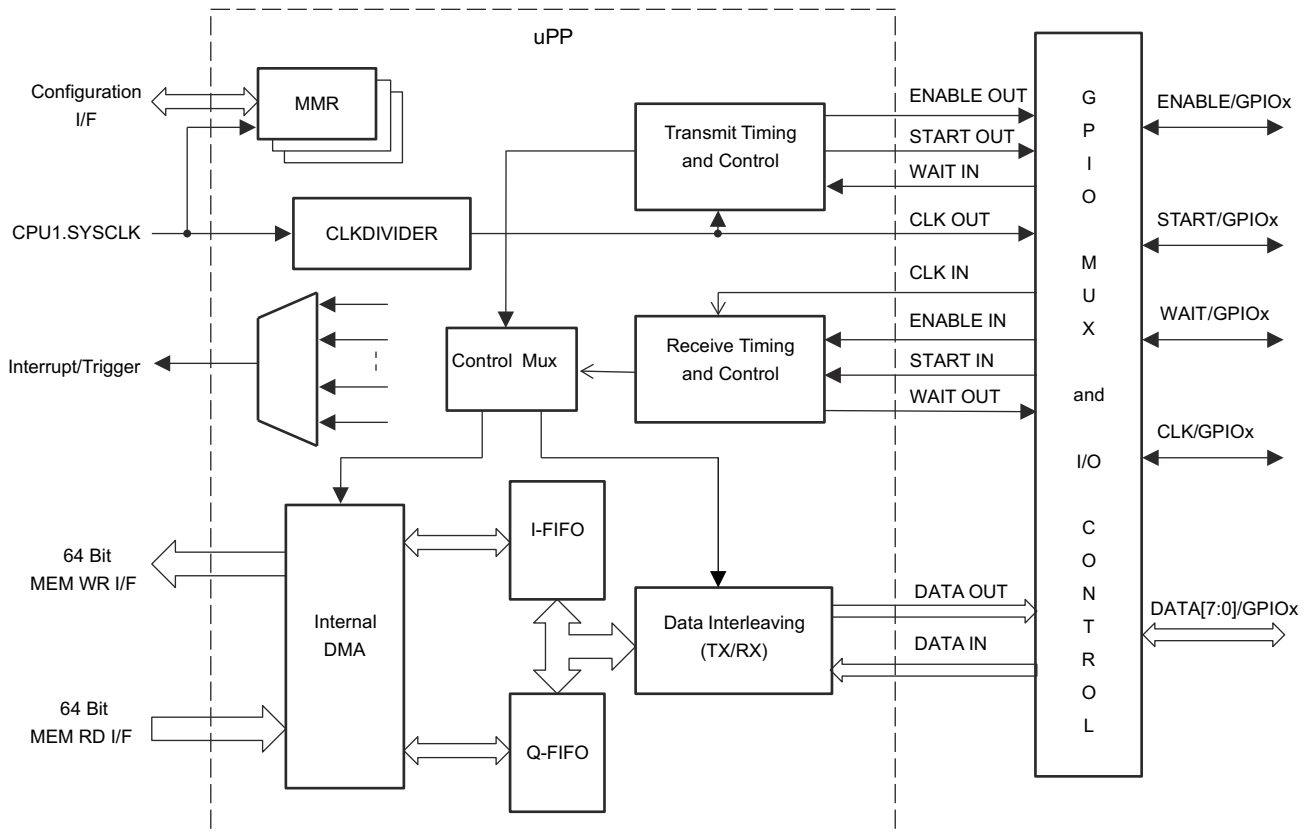 uPP
Configuration
I/F
MMR
CPU1.SYSCLK
CLKDIVIDER
Interrupt/Trigger
Transmit Timing
and Control
Control Mux
Receive Timing
and Control
64 Bit
MEM WR I/F
64 Bit
MEM RD I/F
Internal
DMA
I-FIFO
Q-FIFO
Data Interleaving
(TX/RX)
ENABLE OUT
START OUT
WAIT IN
CLK OUT
CLK IN
ENABLE IN
START IN
WAIT OUT
DATA OUT
DATA IN
G
P
I
O
M
U
X
and
I/O
C
O
N
T
R
O
L
ENABLE/GPIOx
START/GPIOx
WAIT/GPIOx
CLK/GPIOx
DATA[7:0]/GPIOx